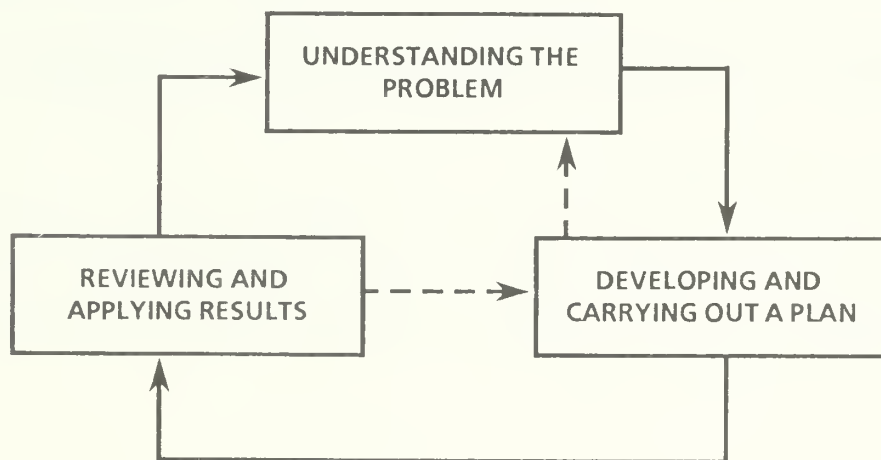 UNDERSTANDING THE
PROBLEM
REVIEWING AND
APPLYING RESULTS
DEVELOPING AND
CARRYING OUT A PLAN